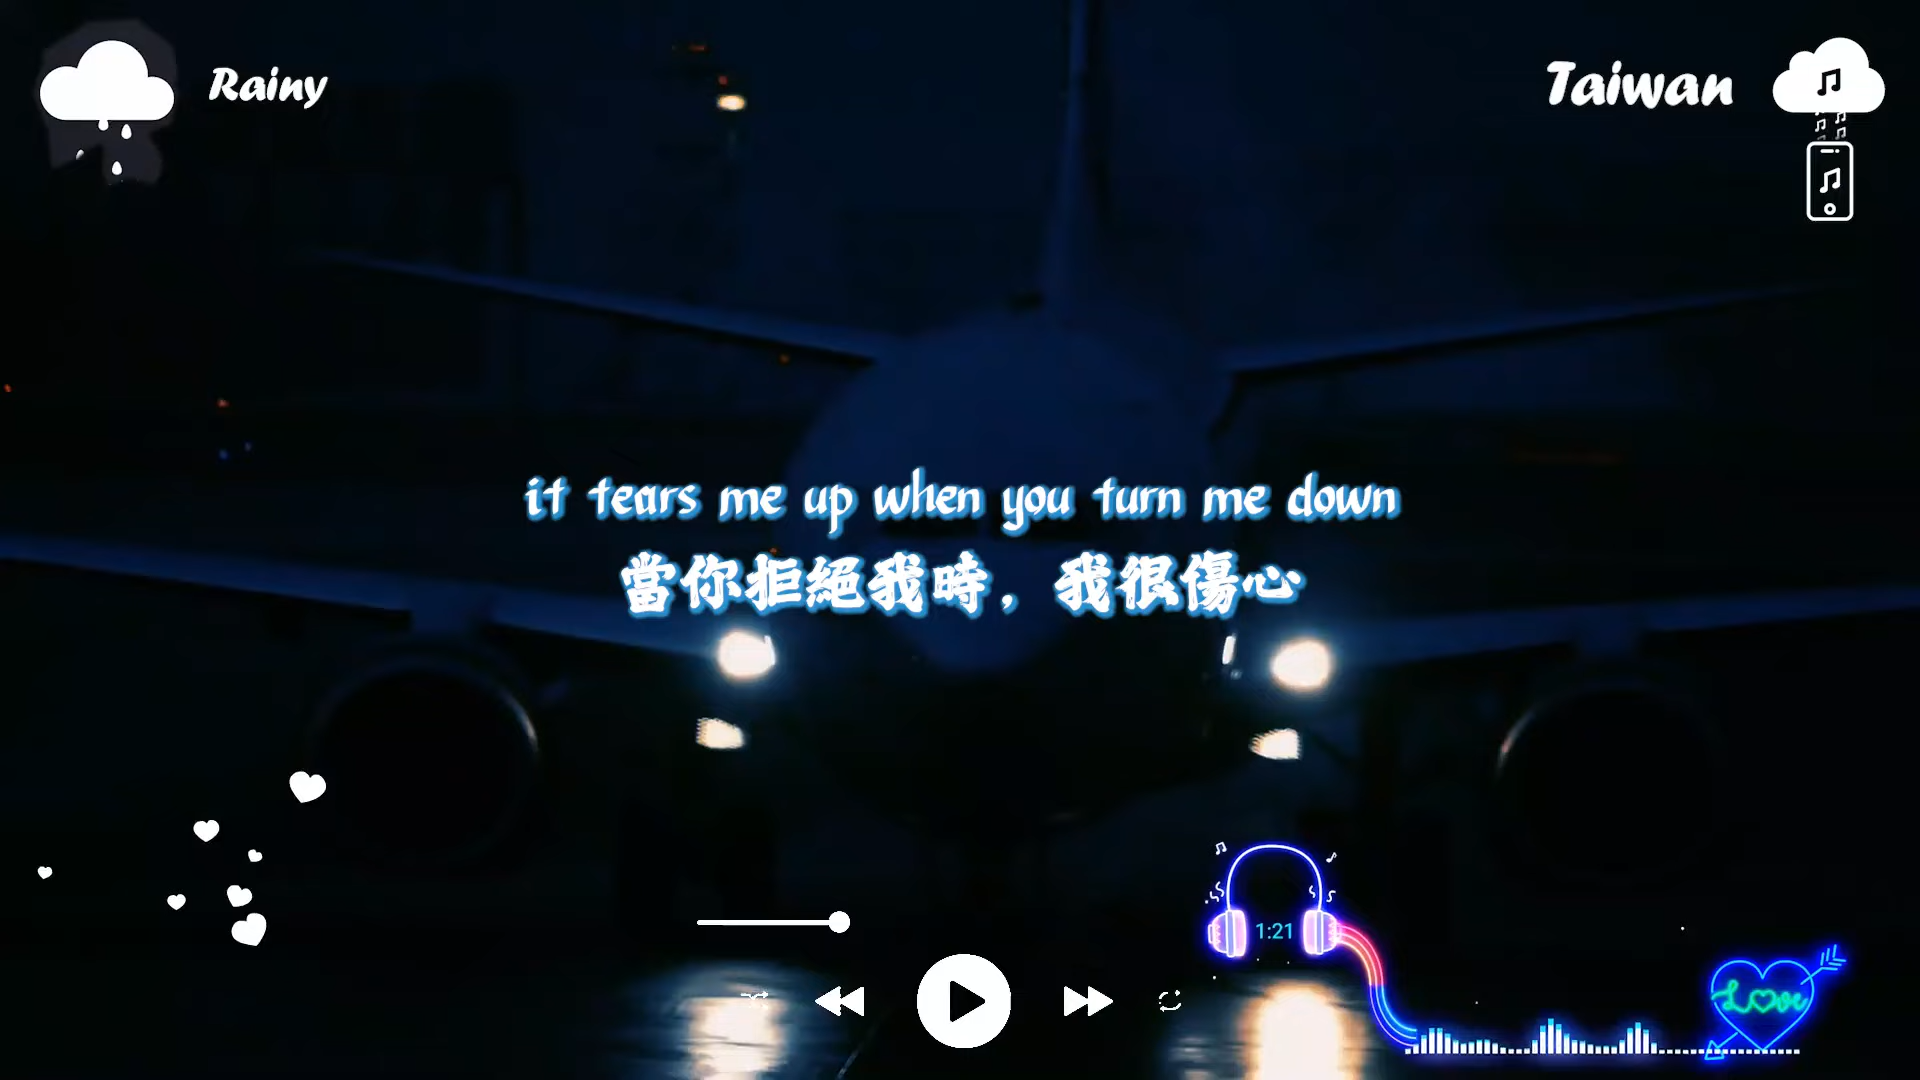 Rainy
Taiwan
it tears me up when you turn me down
當你拒絕我時，我很傷心
1:21
Love